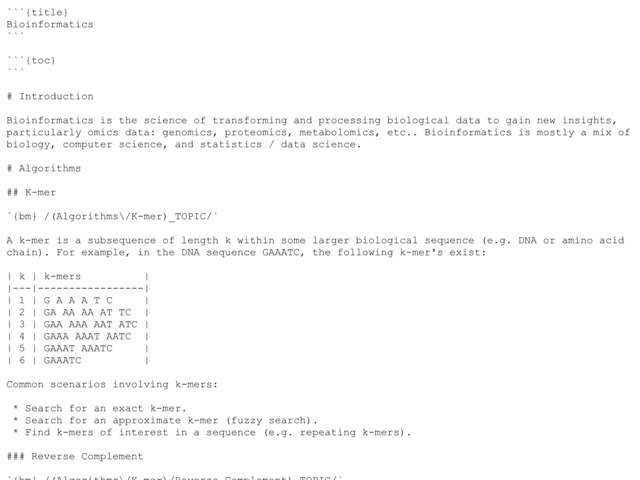 ```{title}
Bioinformatics
```
```{toc}
```
# Introduction
Bioinformatics is the science of transforming and processing biological data to gain new insights,
particularly omics data: genomics, proteomics, metabolomics, etc.. Bioinformatics is mostly a mix of
biology, computer science, and statistics / data science.
# Algorithms
## K-mer
`{bm} /(Algorithms\/K-mer)_TOPIC/`
A k-mer is a subsequence of length k within some larger biological sequence (e.g. DNA or amino acid
chain). For example, in the DNA sequence GAAATC, the following k-mer's exist:
| k | k-mers          |
|---|-----------------|
| 1 | G A A A T C     |
| 2 | GA AA AA AT TC  |
| 3 | GAA AAA AAT ATC |
| 4 | GAAA AAAT AATC  |
| 5 | GAAAT AAATC     |
| 6 | GAAATC          |
Common scenarios involving k-mers:
* Search for an exact k-mer.
* Search for an approximate k-mer (fuzzy search).
* Find k-mers of interest in a sequence (e.g. repeating k-mers).
### Reverse Complement
`{bm} /(Algorithms\/K-mer\/Reverse Complement)_TOPIC/`